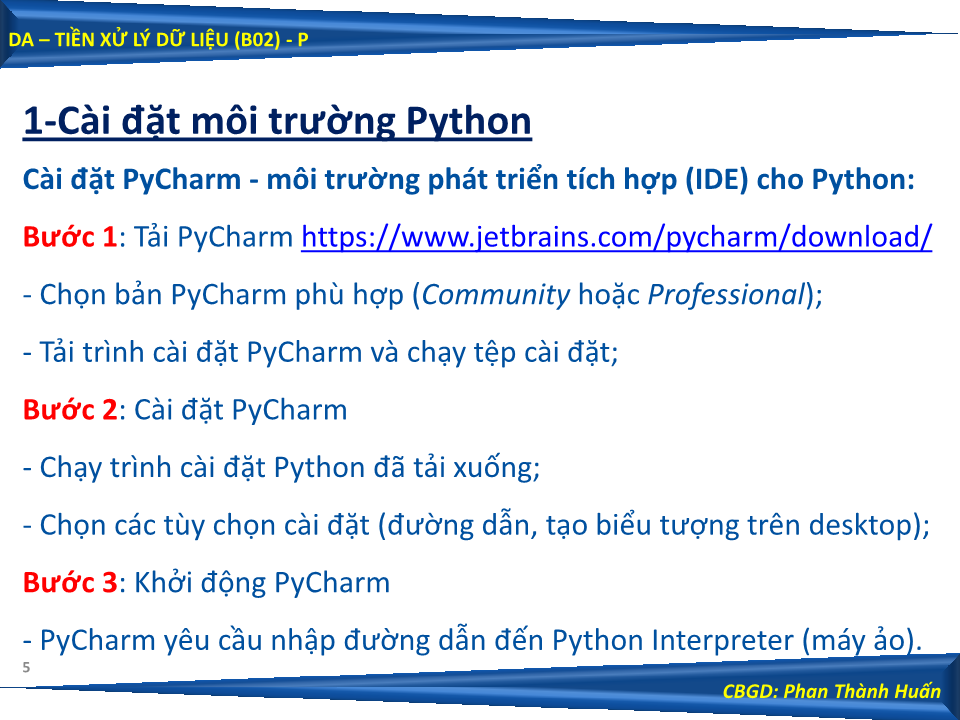 DA – TIỀN XỬ LÝ DỮ LIỆU (B02) - P
1-Cài đặt môi trường Python
Cài đặt PyCharm - môi trường phát triển tích hợp (IDE) cho Python:
Bước 1: Tải PyCharm https://www.jetbrains.com/pycharm/download/
- Chọn bản PyCharm phù hợp (Community hoặc Professional);
- Tải trình cài đặt PyCharm và chạy tệp cài đặt;
Bước 2: Cài đặt PyCharm
- Chạy trình cài đặt Python đã tải xuống;
- Chọn các tùy chọn cài đặt (đường dẫn, tạo biểu tượng trên desktop);
Bước 3: Khởi động PyCharm
- PyCharm yêu cầu nhập đường dẫn đến Python Interpreter (máy ảo).
5
CBGD: Phan Thành Huấn